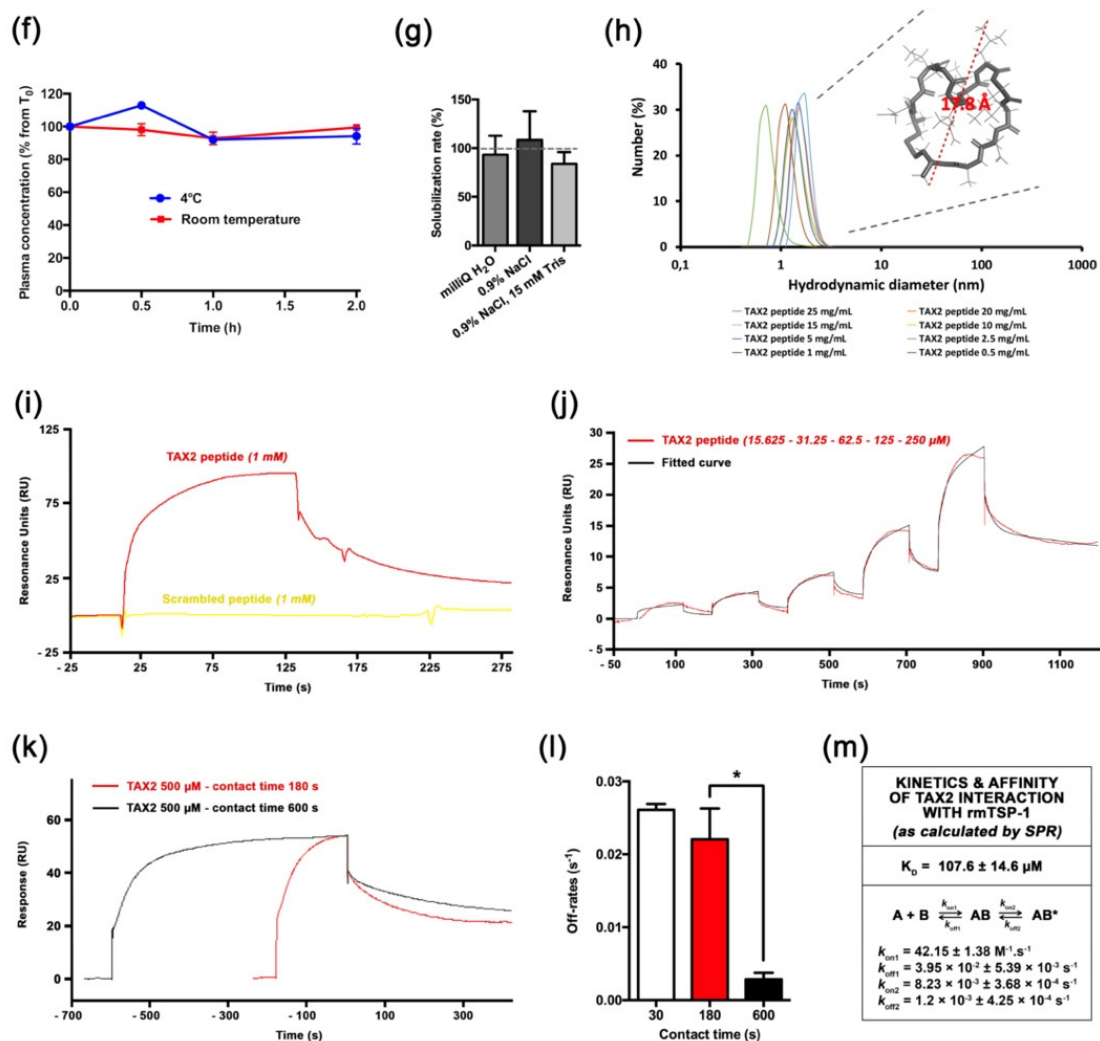 (f)
Plasma concentration (% from T0)
120
100
80
60
40
20
0
4°C
Room temperature
0.0
0.5
1.0
1.5
2.0
Time (h)
(g)
Solubilization rate (%)
150
100
50
0
milliQ H2O
0.9% NaCl
0.9% NaCl, 15 mM Tris
(h)
Number (%)
40
30
20
10
0
17.8 Å
0,1
1
10
100
1000
Hydrodynamic diameter (nm)
TAX2 peptide 25 mg/mL
TAX2 peptide 20 mg/mL
TAX2 peptide 15 mg/mL
TAX2 peptide 10 mg/mL
TAX2 peptide 5 mg/mL
TAX2 peptide 2.5 mg/mL
TAX2 peptide 1 mg/mL
TAX2 peptide 0.5 mg/mL
(i)
Resonance Units (RU)
125
75
25
- 25
TAX2 peptide (1 mM)
Scrambled peptide (1 mM)
- 25
25
75
125
175
225
275
Time (s)
(j)
Resonance Units (RU)
30
25
20
15
10
5
0
- 5
TAX2 peptide (15.625 - 31.25 - 62.5 - 125 - 250 µM)
Fitted curve
- 50
100
300
500
700
900
1100
Time (s)
(k)
Response (RU)
60
40
20
0
TAX2 500 µM - contact time 180 s
TAX2 500 µM - contact time 600 s
- 700
- 500
- 300
- 100
100
300
Time (s)
(l)
Off-rates (s-1)
0.03
0.02
0.01
0.00
*
30
180
600
Contact time (s)
(m)
KINETICS & AFFINITY
OF TAX2 INTERACTION
WITH rmTSP-1
(as calculated by SPR)
KD = 107.6 ± 14.6 µM
kon1 kon2
A + B ⇌ AB ⇌ AB*
koff1 koff2
kon1 = 42.15 ± 1.38 M-1.s-1
koff1 = 3.95 × 10-2 ± 5.39 × 10-3 s-1
kon2 = 8.23 × 10-3 ± 3.68 × 10-4 s-1
koff2 = 1.2 × 10-3 ± 4.25 × 10-4 s-1